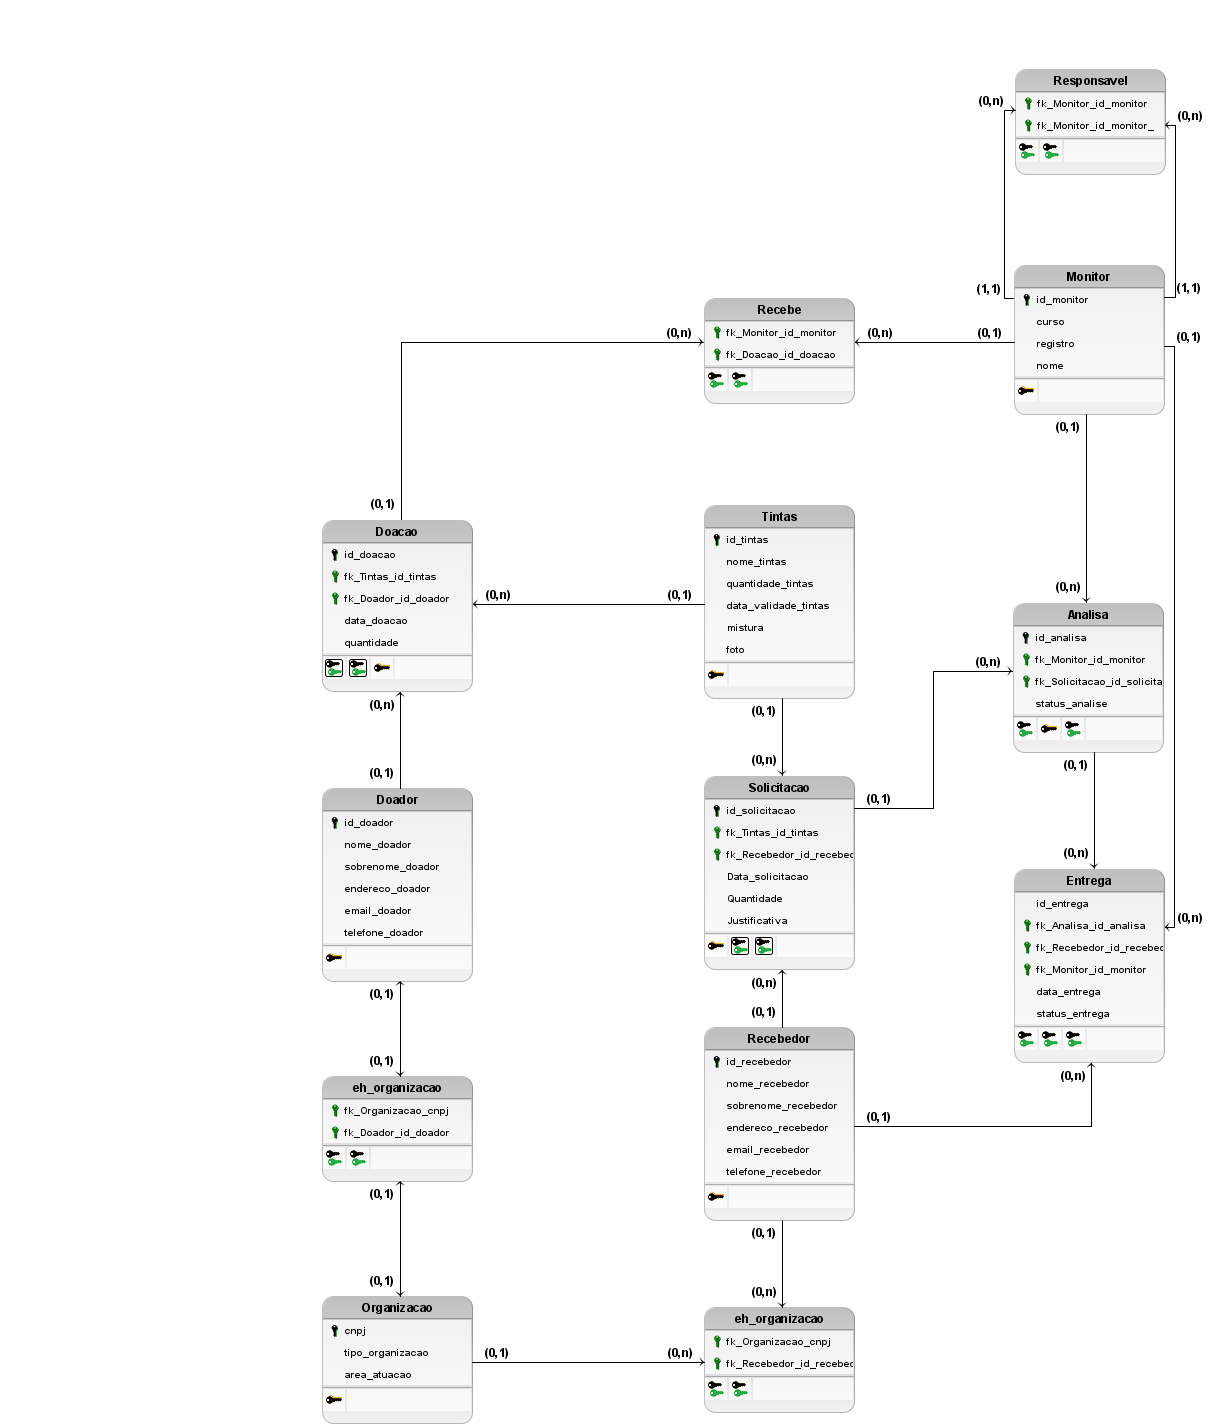 Responsavel
(0,n)
fk_Monitor_id_monitor
(0,n)
fk_Monitor_id_monitor_
Monitor
(1,1)
(1,1)
id_monitor
curso
registro
nome
Recebe
(0,n)
fk_Monitor_id_monitor
(0,n)
(0,1)
(0,1)
fk_Doacao_id_doacao
(0,1)
(0,1)
Doacao
id_doacao
fk_Tintas_id_tintas
fk_Doador_id_doador
data_doacao
quantidade
(0,n)
(0,1)
Tintas
id_tintas
nome_tintas
quantidade_tintas
data_validade_tintas
mistura
foto
(0,n)
Analisa
id_analisa
fk_Monitor_id_monitor
fk_Solicitacao_id_solicita
status_analise
(0,n)
(0,n)
(0,1)
(0,1)
(0,n)
(0,1)
Solicitacao
id_solicitacao
fk_Tintas_id_tintas
fk_Recebedor_id_recebec
Data_solicitacao
Quantidade
Justificativa
(0,1)
(0,1)
Doador
id_doador
nome_doador
sobrenome_doador
endereco_doador
email_doador
telefone_doador
(0,n)
Entrega
id_entrega
fk_Analisa_id_analisa
fk_Recebedor_id_recebec
fk_Monitor_id_monitor
data_entrega
status_entrega
(0,n)
(0,n)
(0,1)
(0,n)
(0,1)
Recebedor
id_recebedor
nome_recebedor
sobrenome_recebedor
endereco_recebedor
email_recebedor
telefone_recebedor
(0,1)
(0,1)
eh_organizacao
fk_Organizacao_cnpj
fk_Doador_id_doador
(0,1)
(0,1)
(0,1)
(0,n)
Organizacao
cnpj
tipo_organizacao
area_atuacao
(0,1)
(0,n)
eh_organizacao
fk_Organizacao_cnpj
fk_Recebedor_id_recebec